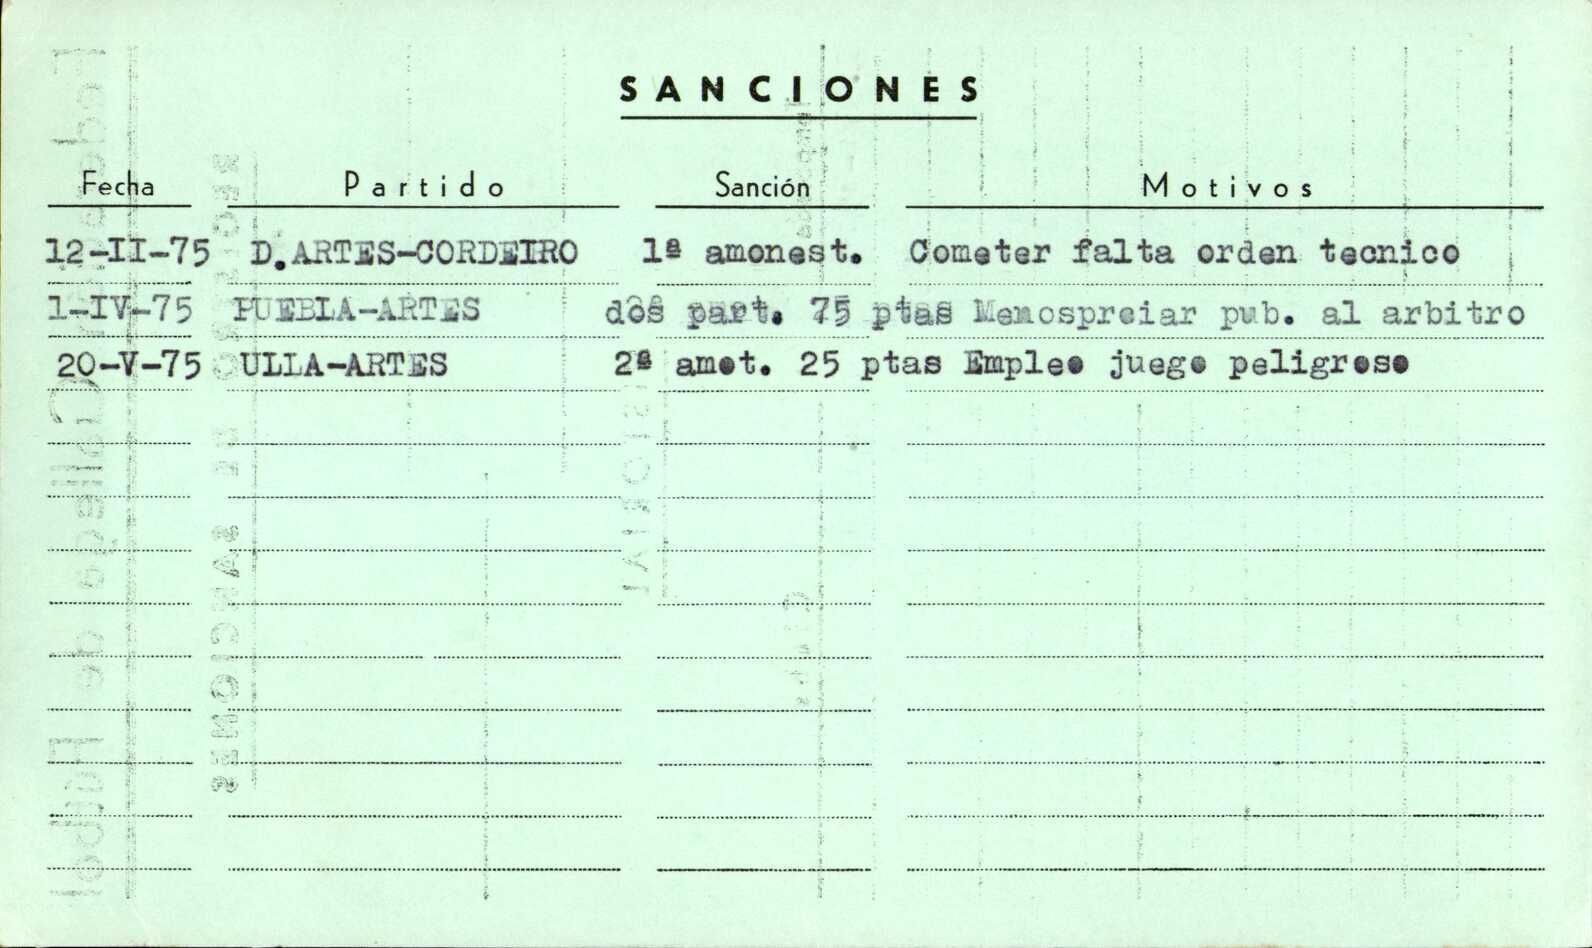 SANCIONES
Fecha Partido Sanción Motivos
12-II-75 D.ARTES-CORDEIRO 1ª amonest. Cometer falta orden tecnico
1-IV-75 PUEBLA-ARTES dos part. 75 ptas Menospreciar pub. al arbitro
20-V-75 ULLA-ARTES 2ª amot. 25 ptas Empleo juego peligroso